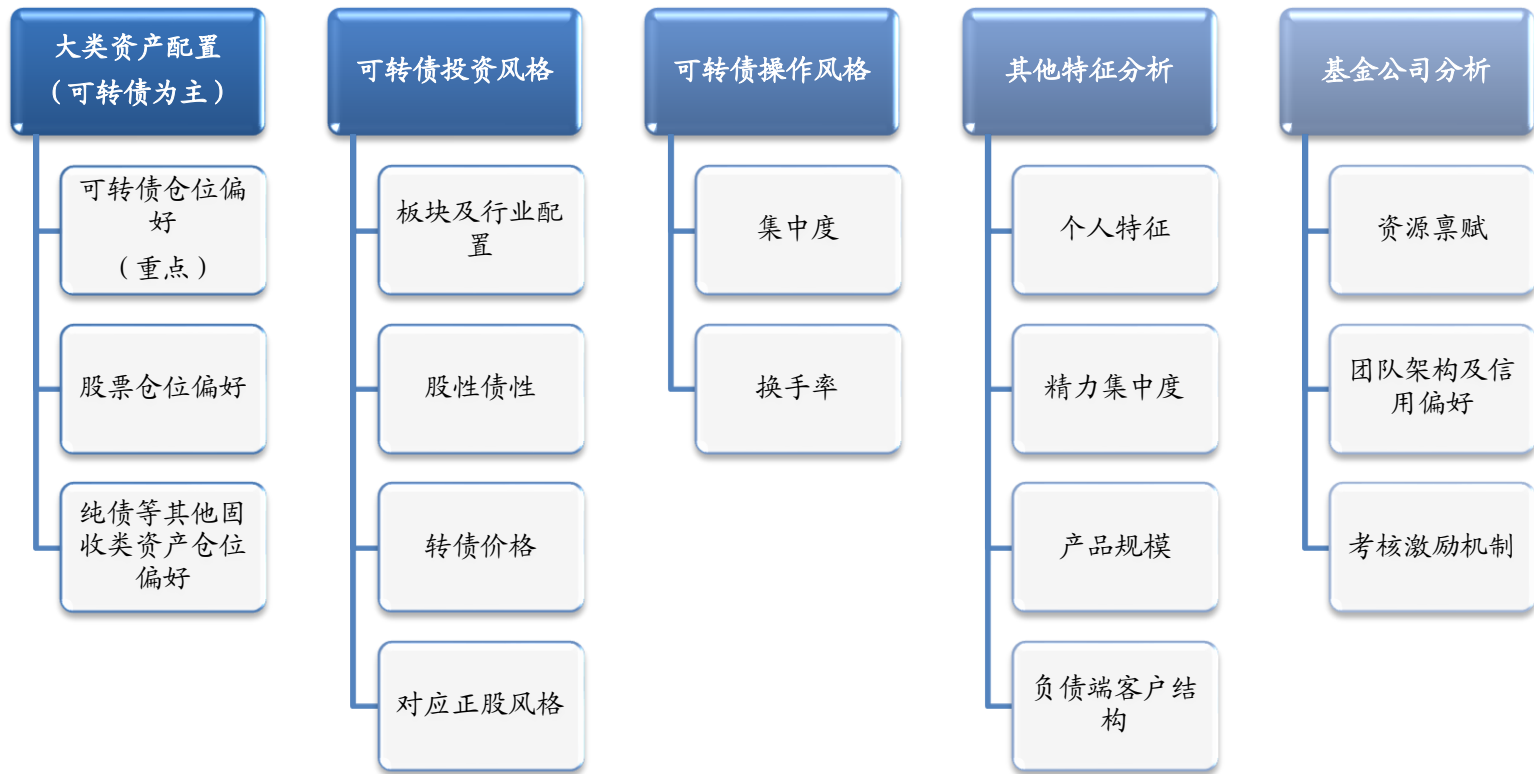 大类资产配置
（可转债为主）
可转债仓位偏
好
（重点）
股票仓位偏好
纯债等其他固
收类资产仓位
偏好
可转债投资风格
板块及行业配
置
股性债性
转债价格
对应正股风格
可转债操作风格
集中度
换手率
其他特征分析
个人特征
精力集中度
产品规模
负债端客户结
构
基金公司分析
资源禀赋
团队架构及信
用偏好
考核激励机制